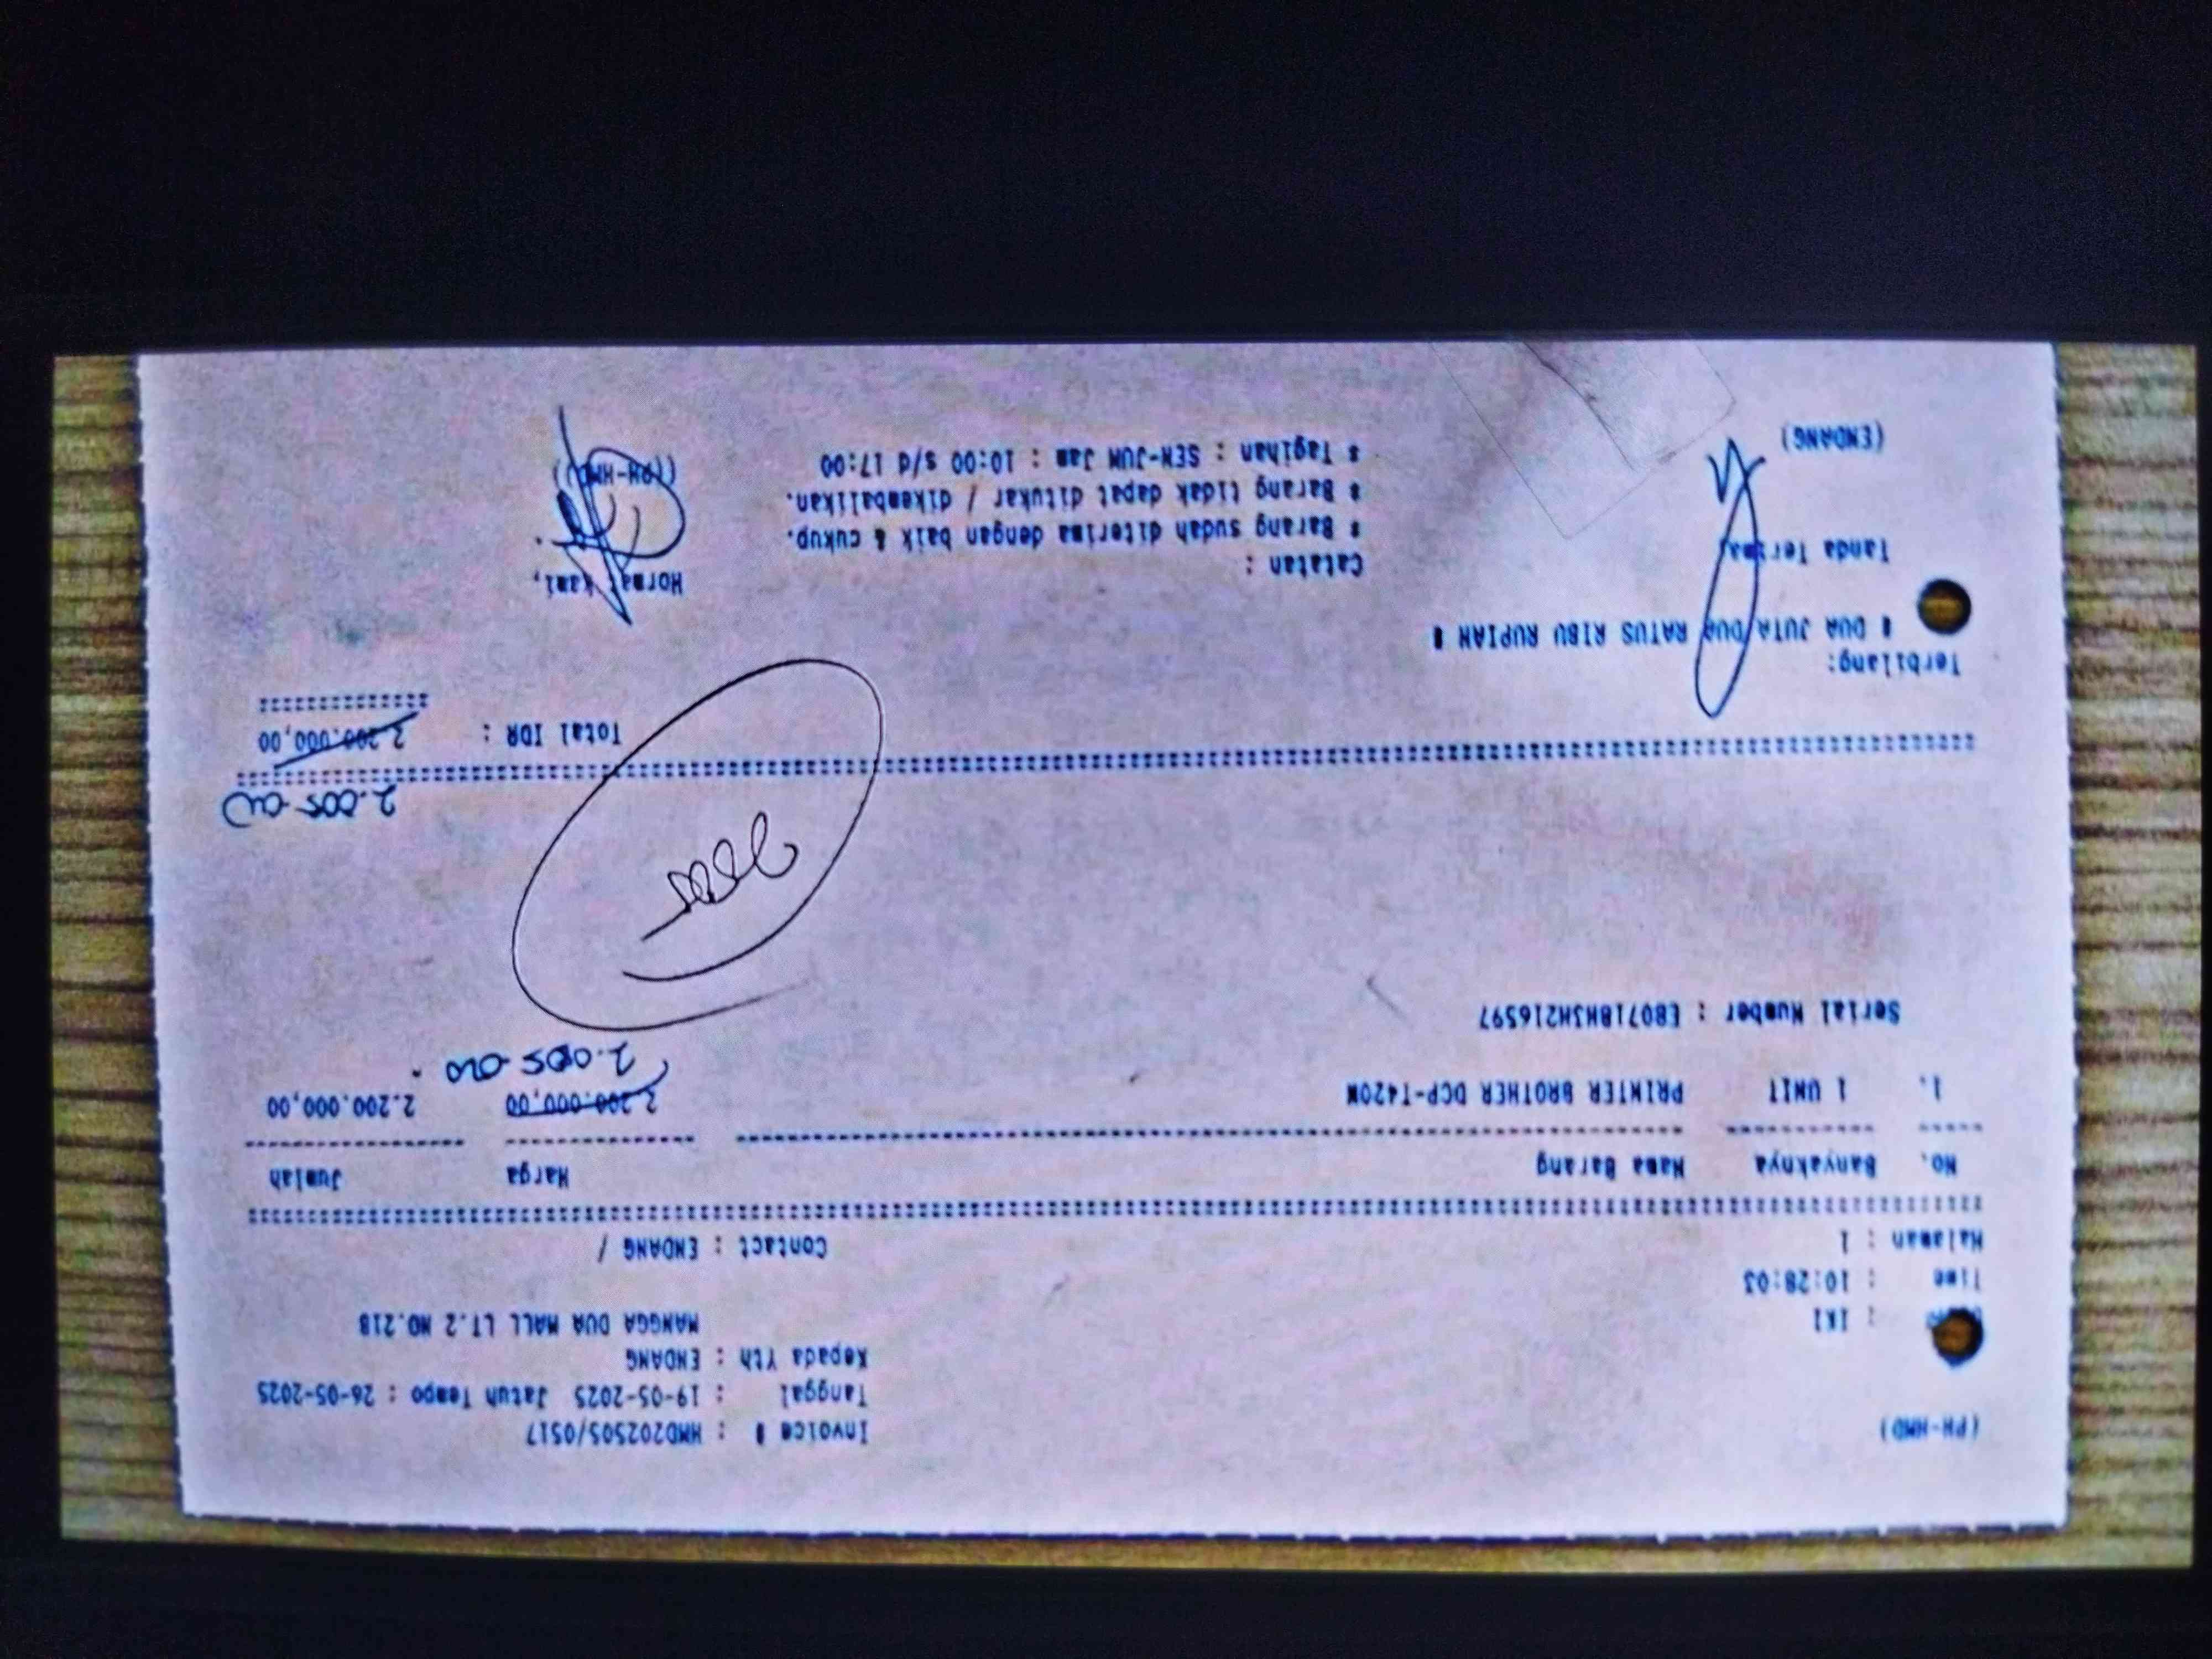 (PH-HMD)
Invoice # : HMD202505/0517
Tanggal : 19-05-2025 Jatuh Tempo : 26-05-2025
Kepada Yth : ENDANG
MANGGA DUA MALL LT.2 NO.21B
: IKI
Time : 10:28:03
Halaman : 1
Contact : ENDANG /
No. Banyaknya Nama Barang Harga Jumlah
1. 1 UNIT PRINTER BROTHER DCP-T420W 2.200.000,00 2.200.000,00
2.005.000
Serial Number : E80718H3H216597
2.005.000
Total IDR : 2.200.000,00
Terbilang:
# DUA JUTA DUA RATUS RIBU RUPIAH #
Tanda Terima Catatan : Hormat kami,
* Barang sudah diterima dengan baik & cukup.
* Barang tidak dapat ditukar / dikembalikan.
* Tagihan : SEN-JUM Jam : 10:00 s/d 17:00
(ENDANG) (PH-HMD)